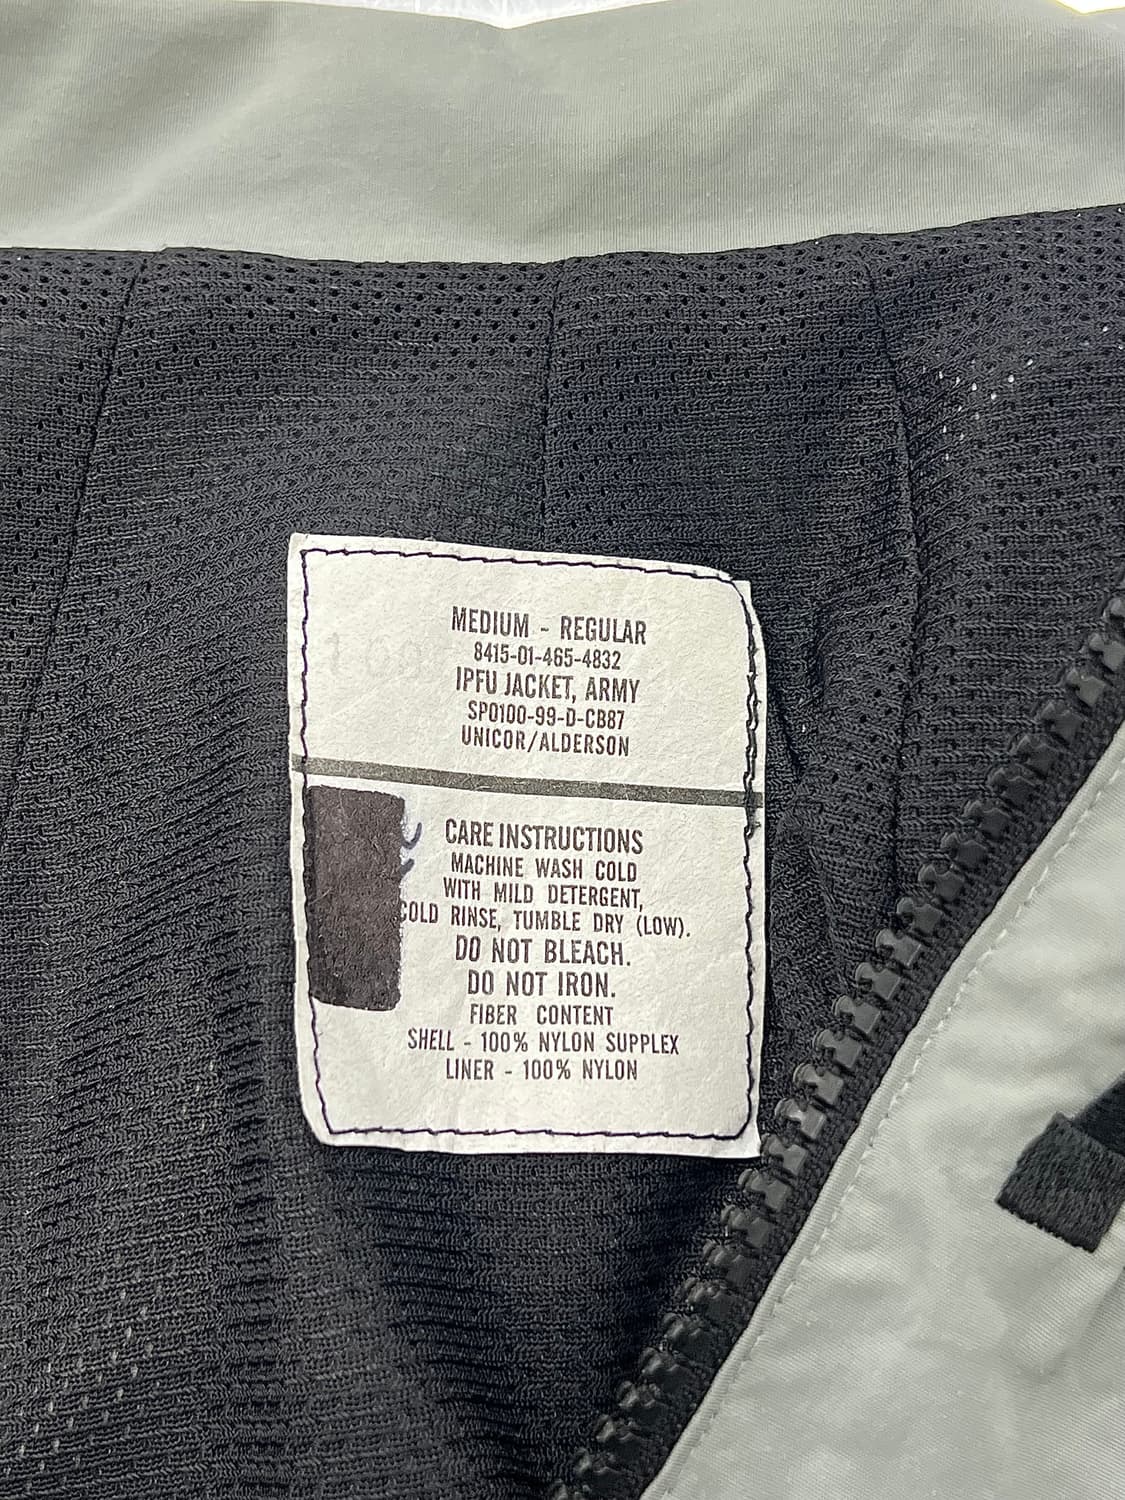 MEDIUM - REGULAR
8415-01-465-4832
IPFU JACKET, ARMY
SP0100-99-D-CB87
UNICOR/ALDERSON
CARE INSTRUCTIONS
MACHINE WASH COLD
WITH MILD DETERGENT,
COLD RINSE, TUMBLE DRY (LOW).
DO NOT BLEACH.
DO NOT IRON.
FIBER CONTENT
SHELL - 100% NYLON SUPPLEX
LINER - 100% NYLON